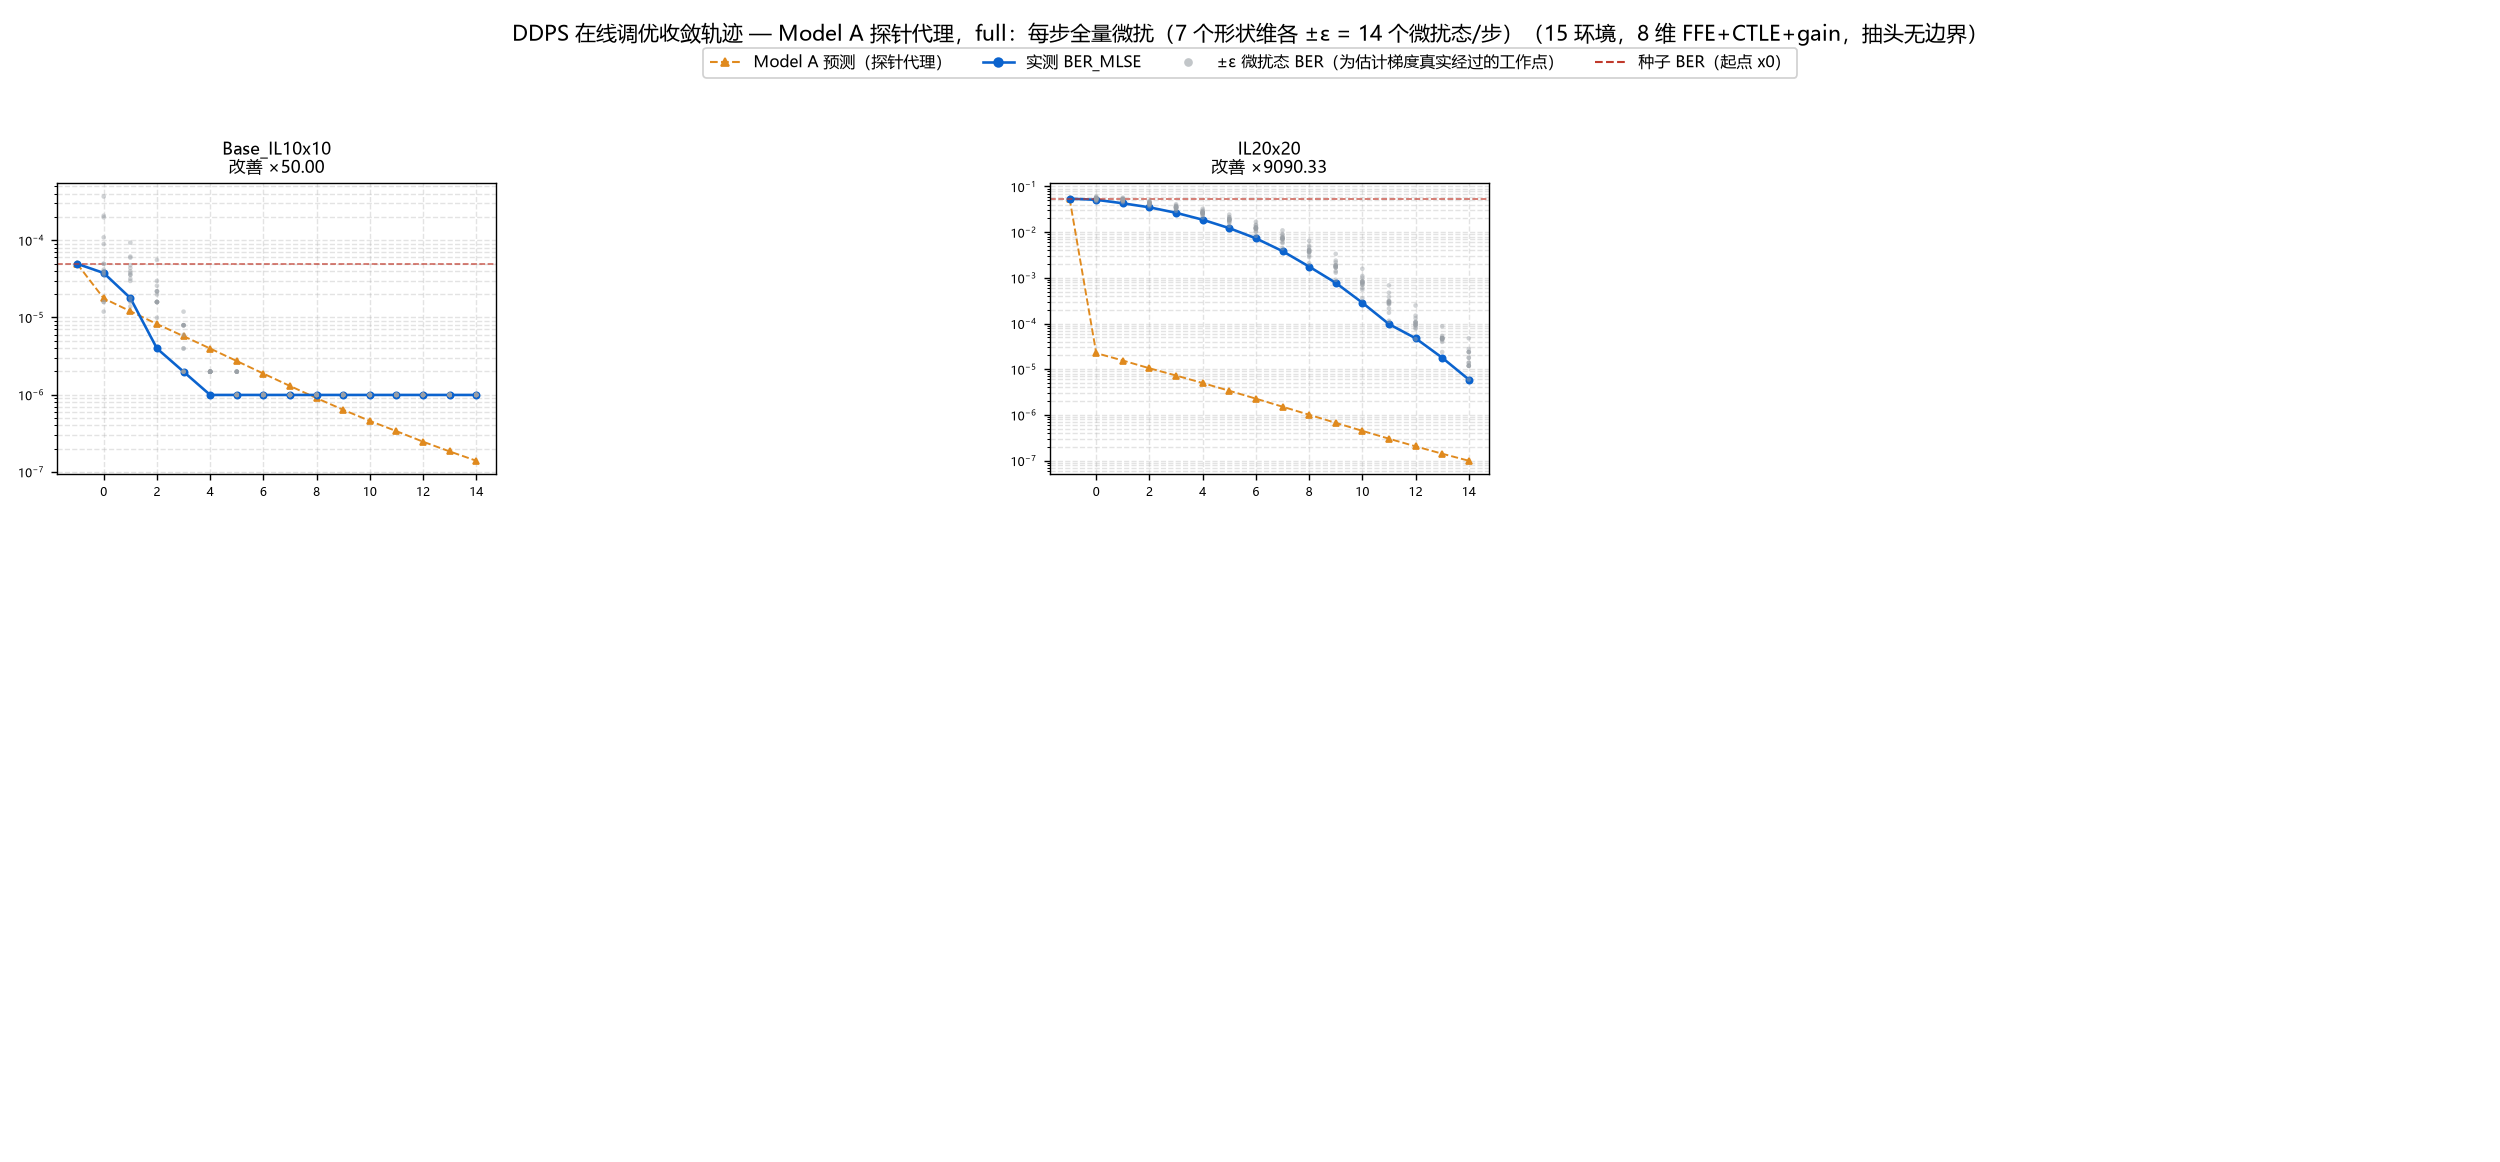 DDPS 在线调优收敛轨迹 — Model A 探针代理，full：每步全量微扰（7 个形状维各 ±ε = 14 个微扰态/步）（15 环境，8 维 FFE+CTLE+gain，抽头无边界）
Model A 预测（探针代理） 实测 BER_MLSE ±ε 微扰态 BER（为估计梯度真实经过的工作点） 种子 BER（起点 x0）
Base_IL10x10
改善 ×50.00
10⁻⁴
10⁻⁵
10⁻⁶
10⁻⁷
0 2 4 6 8 10 12 14
IL20x20
改善 ×9090.33
10⁻¹
10⁻²
10⁻³
10⁻⁴
10⁻⁵
10⁻⁶
10⁻⁷
0 2 4 6 8 10 12 14